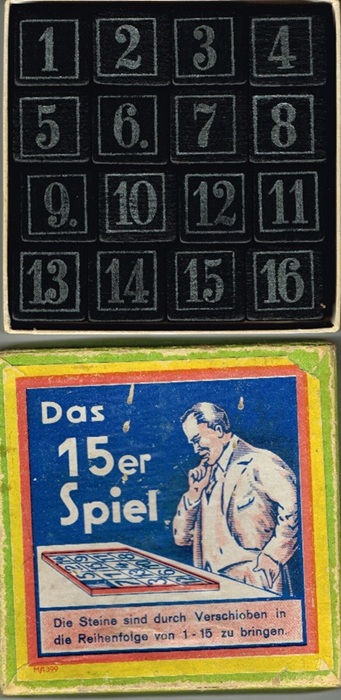 1 2 3 4
5 6. 7 8
9. 10 12 11
13 14 15 16
Das
15er
Spiel
Die Steine sind durch Verschieben in
die Reihenfolge von 1-15 zu bringen.